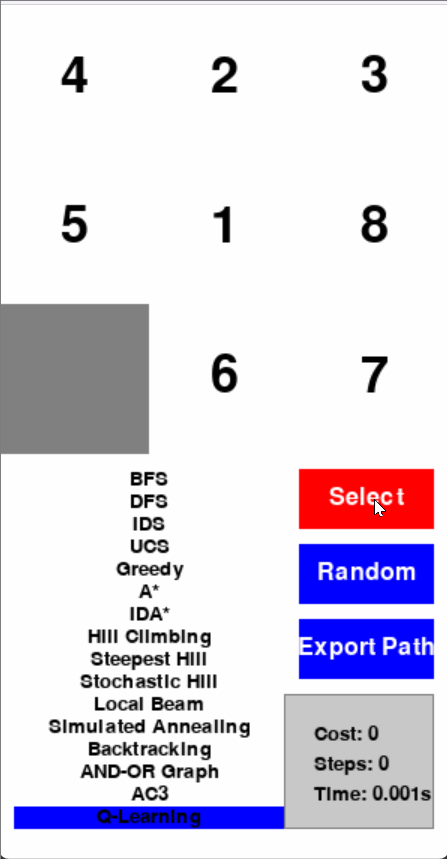 4 2 3
5 1 8
6 7
BFS
DFS
IDS
UCS
Greedy
A*
IDA*
Hill Climbing
Steepest Hill
Stochastic Hill
Local Beam
Simulated Annealing
Backtracking
AND-OR Graph
AC3
Q-Learning
Select
Random
Export Path
Cost: 0
Steps: 0
Time: 0.001s